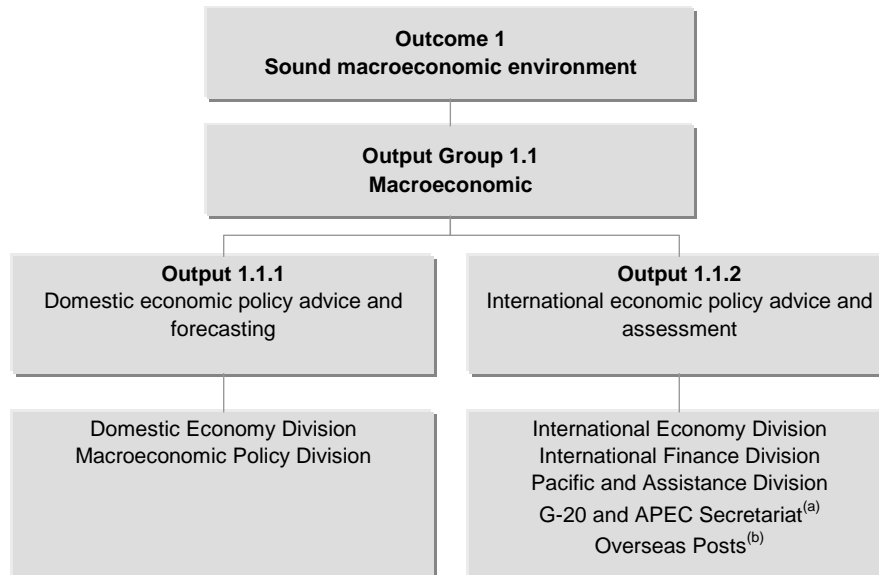 Outcome 1
Sound macroeconomic environment
Output Group 1.1
Macroeconomic
Output 1.1.1
Domestic economic policy advice and
forecasting
Output 1.1.2
International economic policy advice and
assessment
Domestic Economy Division
Macroeconomic Policy Division
International Economy Division
International Finance Division
Pacific and Assistance Division
G-20 and APEC Secretariat(a)
Overseas Posts(b)